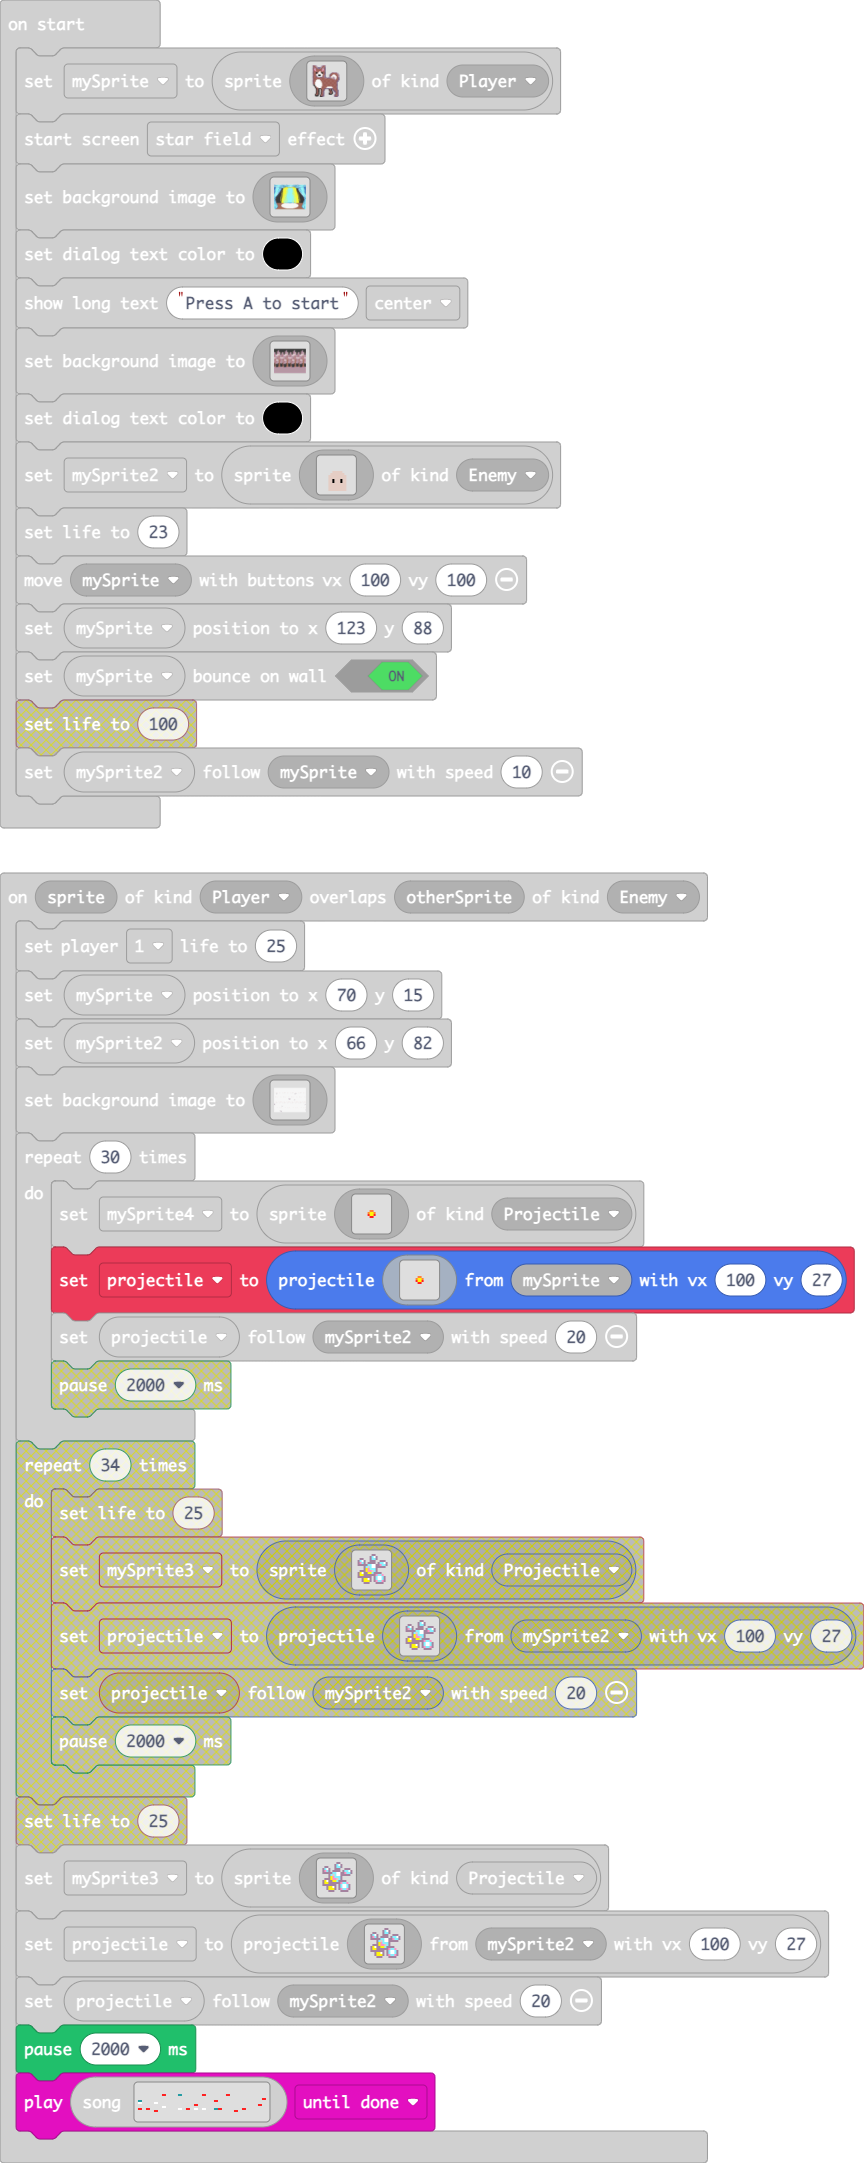 on start
set mySprite to sprite of kind Player
start screen star field effect
set background image to
set dialog text color to
show long text "Press A to start" center
set background image to
set dialog text color to
set mySprite2 to sprite of kind Enemy
set life to 23
move mySprite with buttons vx 100 vy 100
set mySprite position to x 123 y 88
set mySprite bounce on wall ON
set life to 100
set mySprite2 follow mySprite with speed 10
on sprite of kind Player overlaps otherSprite of kind Enemy
set player 1 life to 25
set mySprite position to x 70 y 15
set mySprite2 position to x 66 y 82
set background image to
repeat 30 times
do
set mySprite4 to sprite of kind Projectile
set projectile to projectile from mySprite with vx 100 vy 27
set projectile follow mySprite2 with speed 20
pause 2000 ms
repeat 34 times
do
set life to 25
set mySprite3 to sprite of kind Projectile
set projectile to projectile from mySprite2 with vx 100 vy 27
set projectile follow mySprite2 with speed 20
pause 2000 ms
set life to 25
set mySprite3 to sprite of kind Projectile
set projectile to projectile from mySprite2 with vx 100 vy 27
set projectile follow mySprite2 with speed 20
pause 2000 ms
play song until done